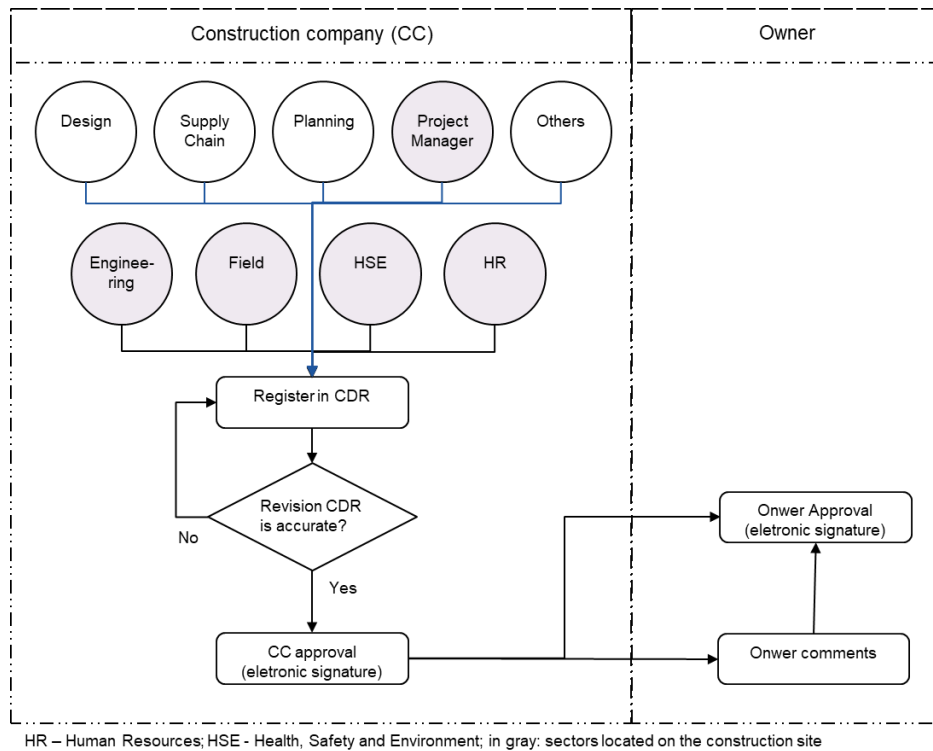 Construction company (CC)
Owner
Design
Supply
Chain
Planning
Project
Manager
Others
Enginee-
ring
Field
HSE
HR
Register in CDR
Revision CDR
is accurate?
No
Yes
CC approval
(eletronic signature)
Onwer Approval
(eletronic signature)
Onwer comments
HR – Human Resources; HSE - Health, Safety and Environment; in gray: sectors located on the construction site